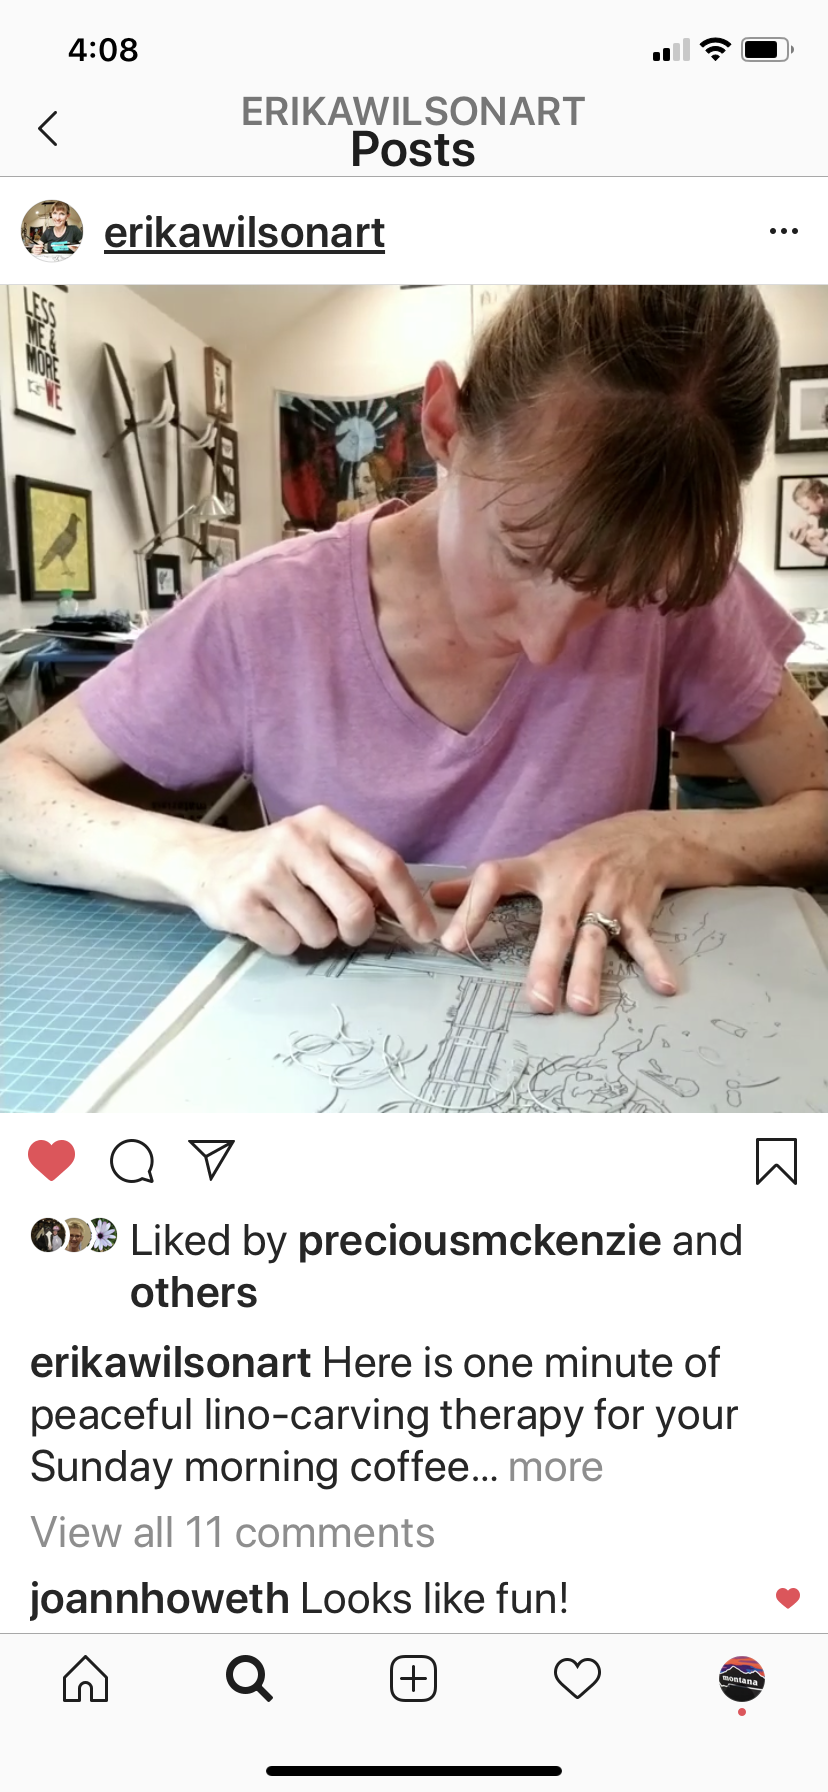 4:08
ERIKAWILSONART
Posts
erikawilsonart
LESS
ME &
MORE
WE
Liked by preciousmckenzie and
others
erikawilsonart Here is one minute of
peaceful lino-carving therapy for your
Sunday morning coffee... more
View all 11 comments
joannhoweth Looks like fun!
montana